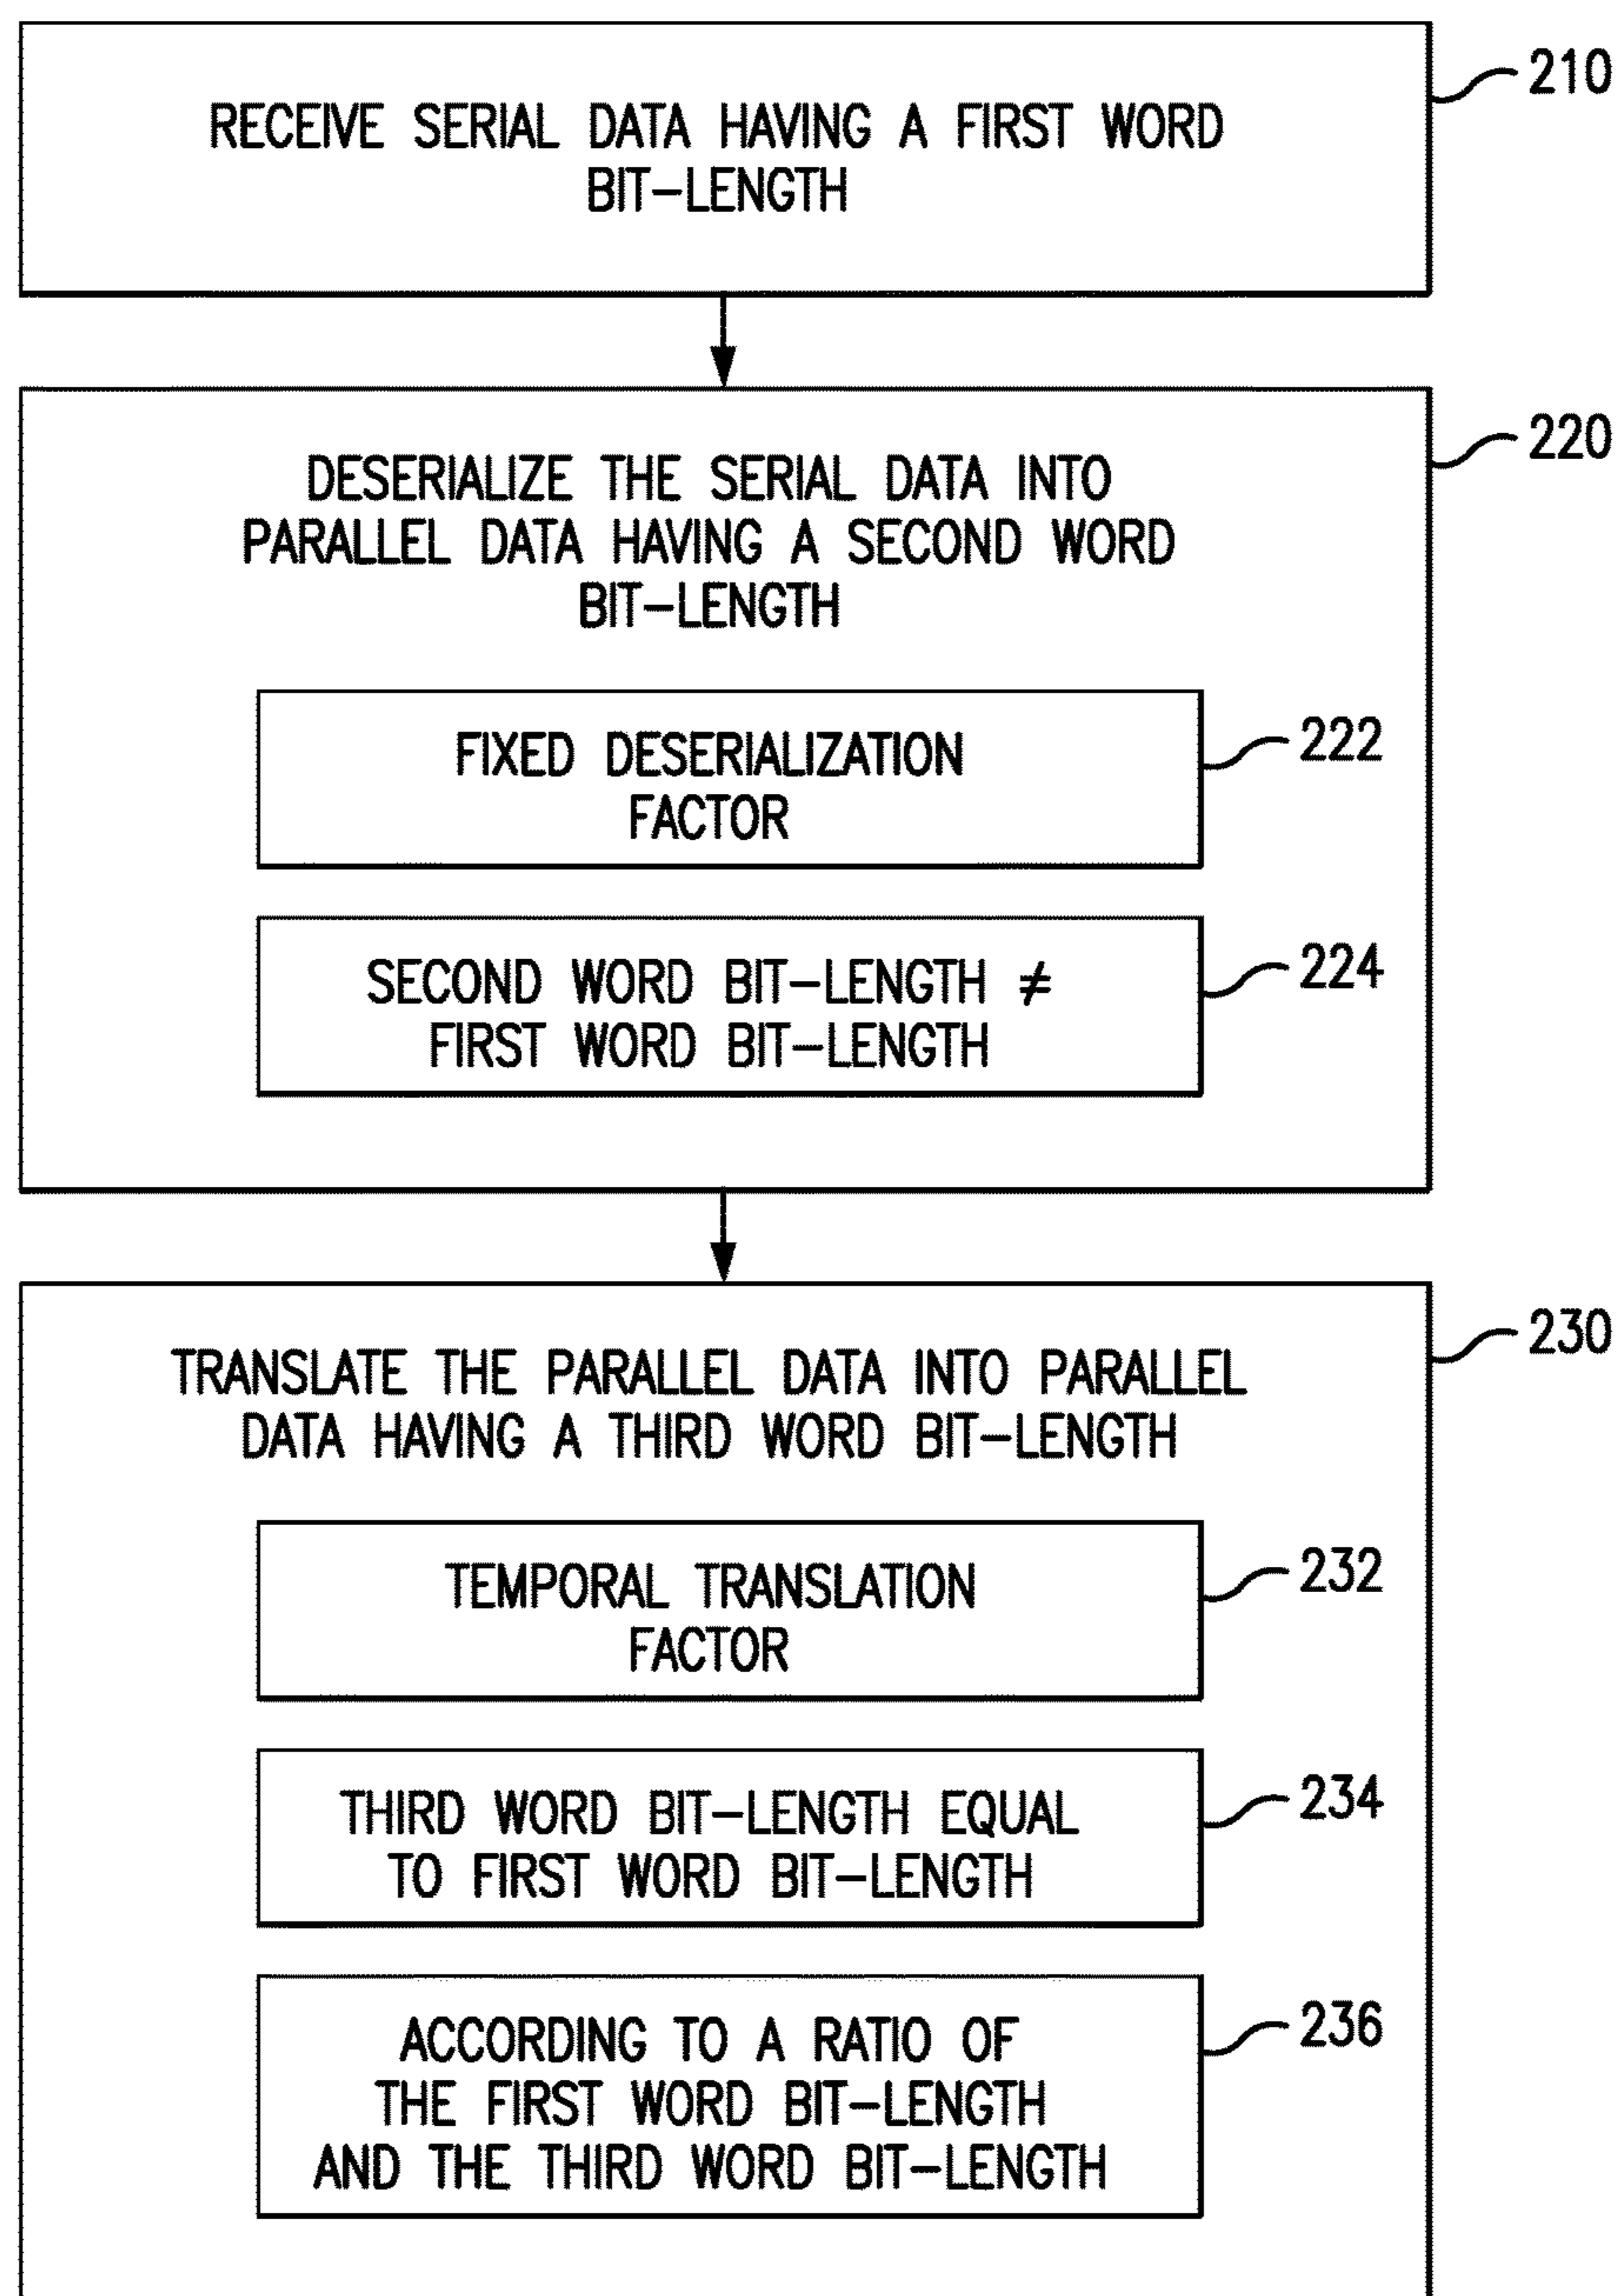 RECEIVE SERIAL DATA HAVING A FIRST WORD
BIT-LENGTH
210
DESERIALIZE THE SERIAL DATA INTO
PARALLEL DATA HAVING A SECOND WORD
BIT-LENGTH
220
FIXED DESERIALIZATION
FACTOR
222
SECOND WORD BIT-LENGTH ≠
FIRST WORD BIT-LENGTH
224
TRANSLATE THE PARALLEL DATA INTO PARALLEL
DATA HAVING A THIRD WORD BIT-LENGTH
230
TEMPORAL TRANSLATION
FACTOR
232
THIRD WORD BIT-LENGTH EQUAL
TO FIRST WORD BIT-LENGTH
234
ACCORDING TO A RATIO OF
THE FIRST WORD BIT-LENGTH
AND THE THIRD WORD BIT-LENGTH
236